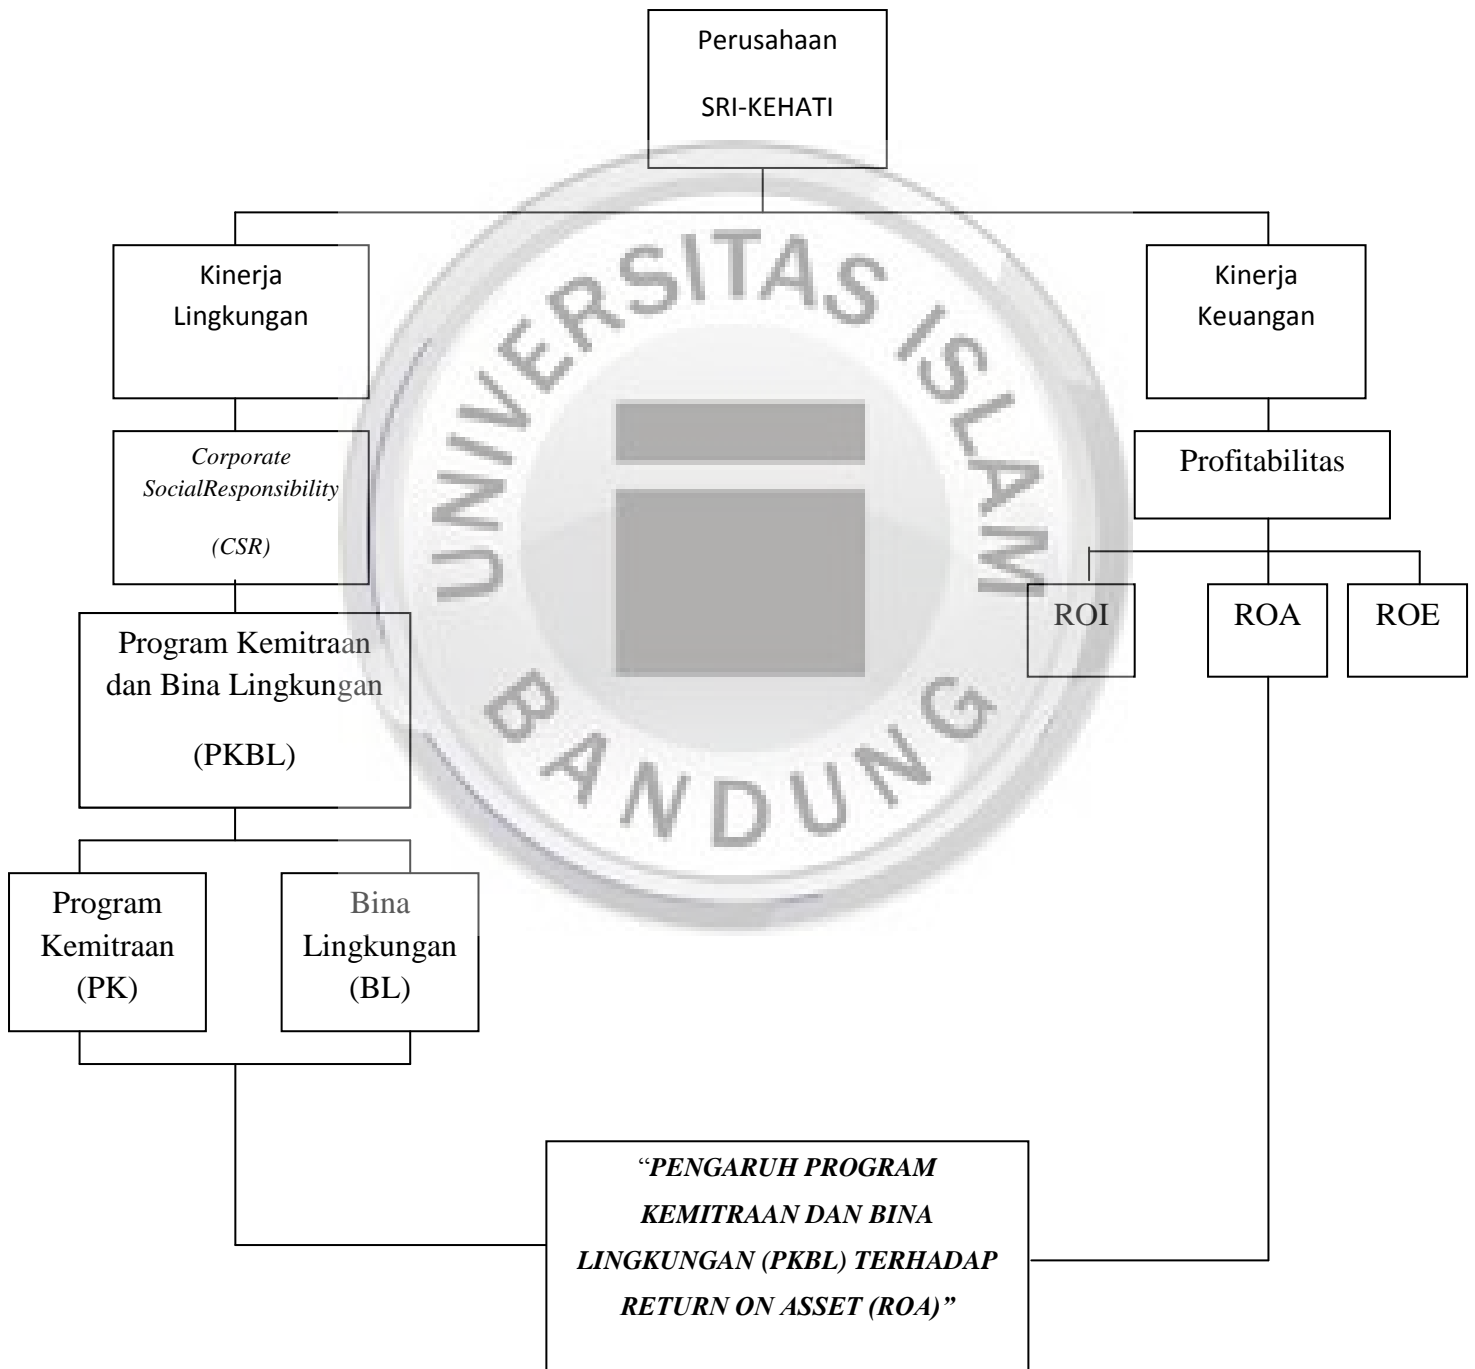 Perusahaan
SRI-KEHATI
Kinerja
Lingkungan
Kinerja
Keuangan
Corporate
SocialResponsibility
(CSR)
Profitabilitas
ROI
ROA
ROE
Program Kemitraan
dan Bina Lingkungan
(PKBL)
Program
Kemitraan
(PK)
Bina
Lingkungan
(BL)
“PENGARUH PROGRAM
KEMITRAAN DAN BINA
LINGKUNGAN (PKBL) TERHADAP
RETURN ON ASSET (ROA)”
UNIVERSITAS ISLAM
BANDUNG